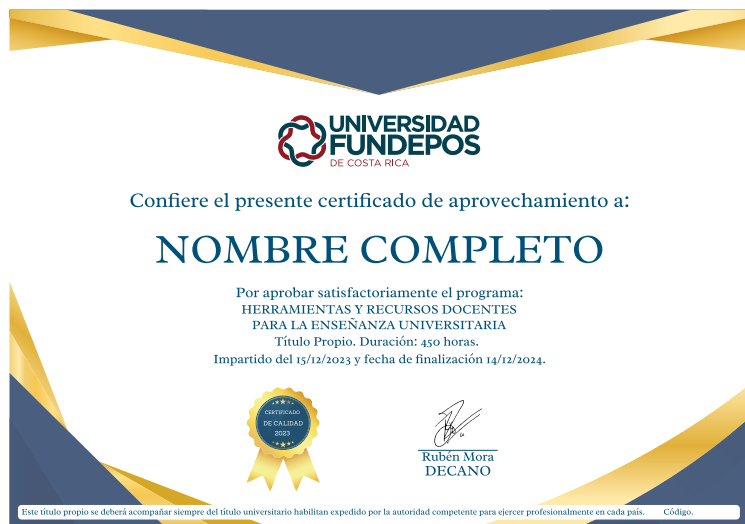 UNIVERSIDAD
FUNDEPOS
DE COSTA RICA
Confiere el presente certificado de aprovechamiento a:
NOMBRE COMPLETO
Por aprobar satisfactoriamente el programa:
HERRAMIENTAS Y RECURSOS DOCENTES
PARA LA ENSEÑANZA UNIVERSITARIA
Título Propio. Duración: 450 horas.
Impartido del 15/12/2023 y fecha de finalización 14/12/2024.
CERTIFICADO
DE CALIDAD
2023
Rubén Mora
DECANO
Este título propio se deberá acompañar siempre del título universitario habilitan expedido por la autoridad competente para ejercer profesionalmente en cada país. Código.